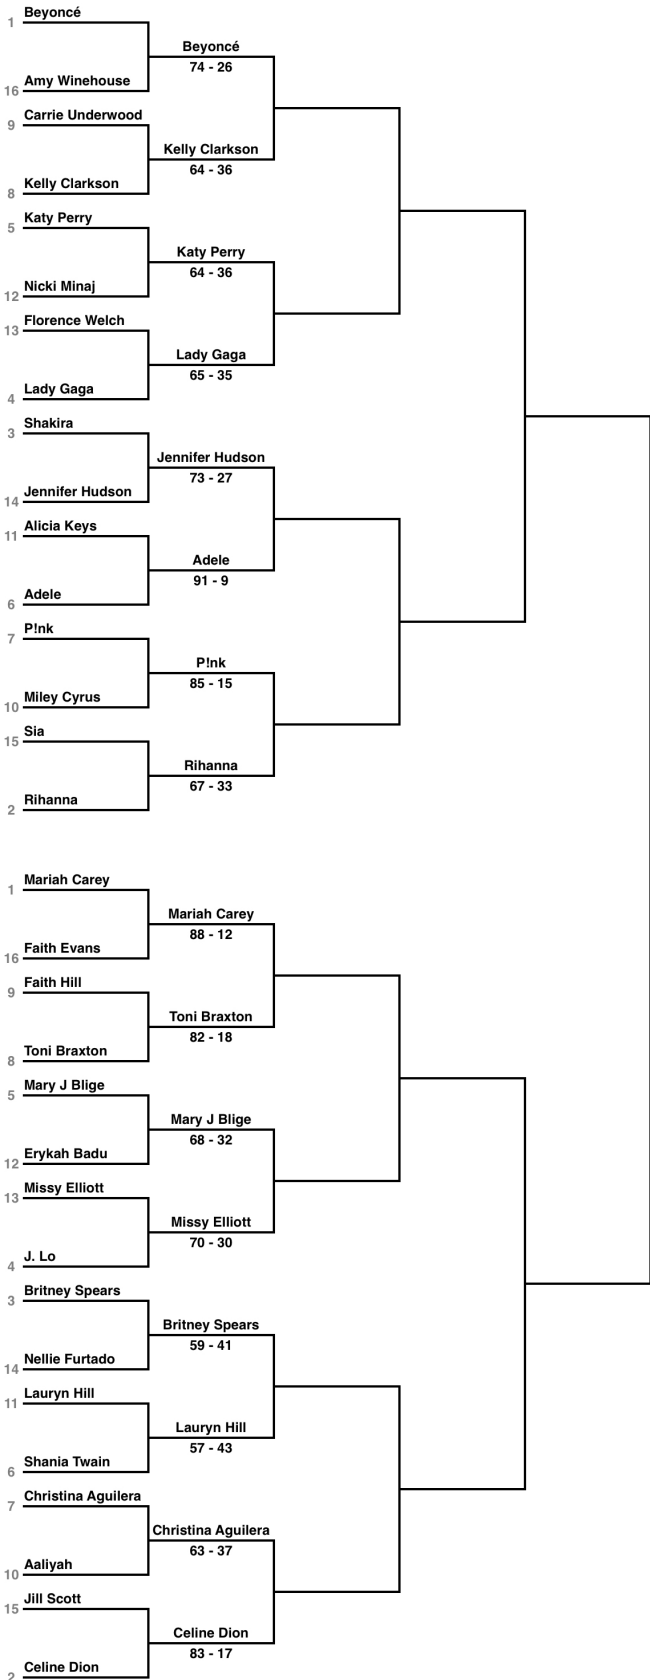 Beyoncé
1
Beyoncé
74 - 26
Amy Winehouse
16
Carrie Underwood
9
Kelly Clarkson
64 - 36
Kelly Clarkson
8
Katy Perry
5
Katy Perry
64 - 36
Nicki Minaj
12
Florence Welch
13
Lady Gaga
65 - 35
Lady Gaga
4
Shakira
3
Jennifer Hudson
73 - 27
Jennifer Hudson
14
Alicia Keys
11
Adele
91 - 9
Adele
6
P!nk
7
P!nk
85 - 15
Miley Cyrus
10
Sia
15
Rihanna
67 - 33
Rihanna
2
Mariah Carey
1
Mariah Carey
88 - 12
Faith Evans
16
Faith Hill
9
Toni Braxton
82 - 18
Toni Braxton
8
Mary J Blige
5
Mary J Blige
68 - 32
Erykah Badu
12
Missy Elliott
13
Missy Elliott
70 - 30
J. Lo
4
Britney Spears
3
Britney Spears
59 - 41
Nellie Furtado
14
Lauryn Hill
11
Lauryn Hill
57 - 43
Shania Twain
6
Christina Aguilera
7
Christina Aguilera
63 - 37
Aaliyah
10
Jill Scott
15
Celine Dion
83 - 17
Celine Dion
2